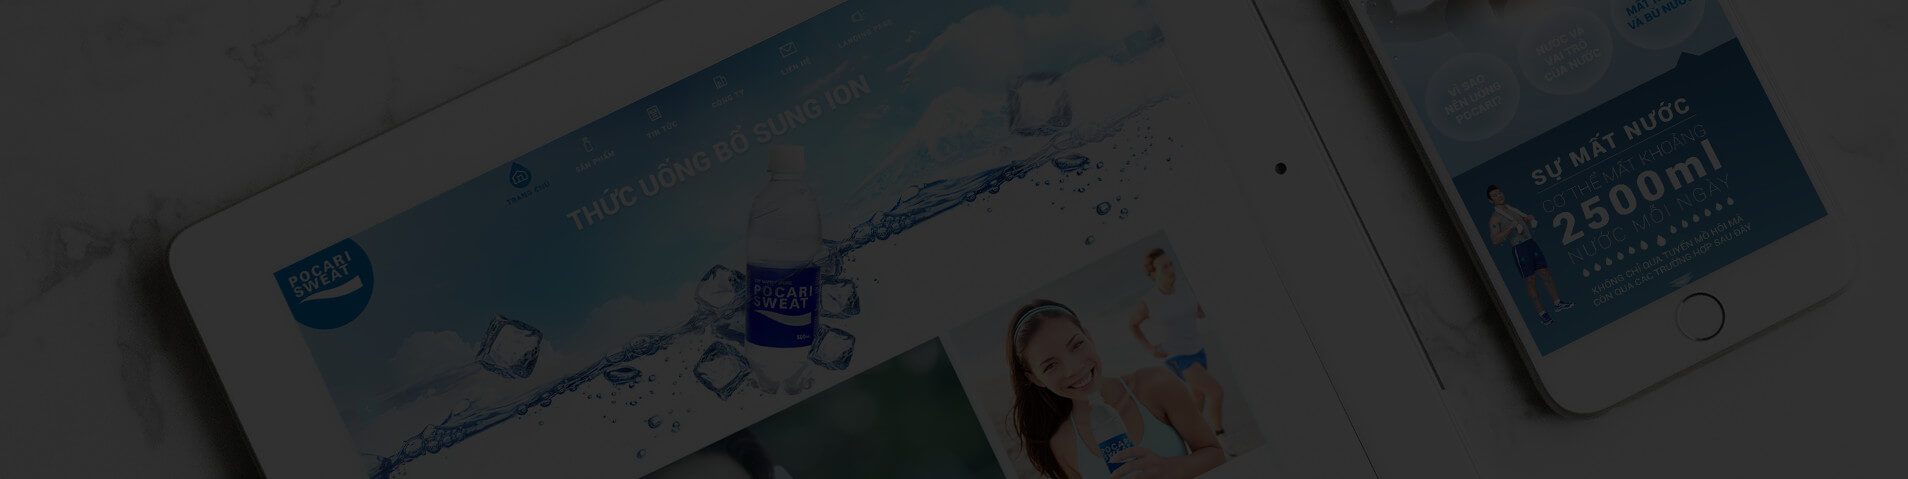 TRANG CHỦ
SẢN PHẨM
TIN TỨC
CÔNG TY
LIÊN HỆ
LANDING PAGE
THỨC UỐNG BỔ SUNG ION
POCARI
SWEAT
POCARI
SWEAT
500ml
POCARI
SWEAT
VÀ BÙ NƯỚC
NƯỚC VÀ
VAI TRÒ
CỦA NƯỚC
VÌ SAO
NÊN UỐNG
POCARI?
SỰ MẤT NƯỚC
CƠ THỂ MẤT KHOẢNG
2500ml
NƯỚC MỖI NGÀY
KHÔNG CHỈ QUA TUYẾN MỒ HÔI MÀ
CÒN QUA CÁC TRƯỜNG HỢP SAU ĐÂY